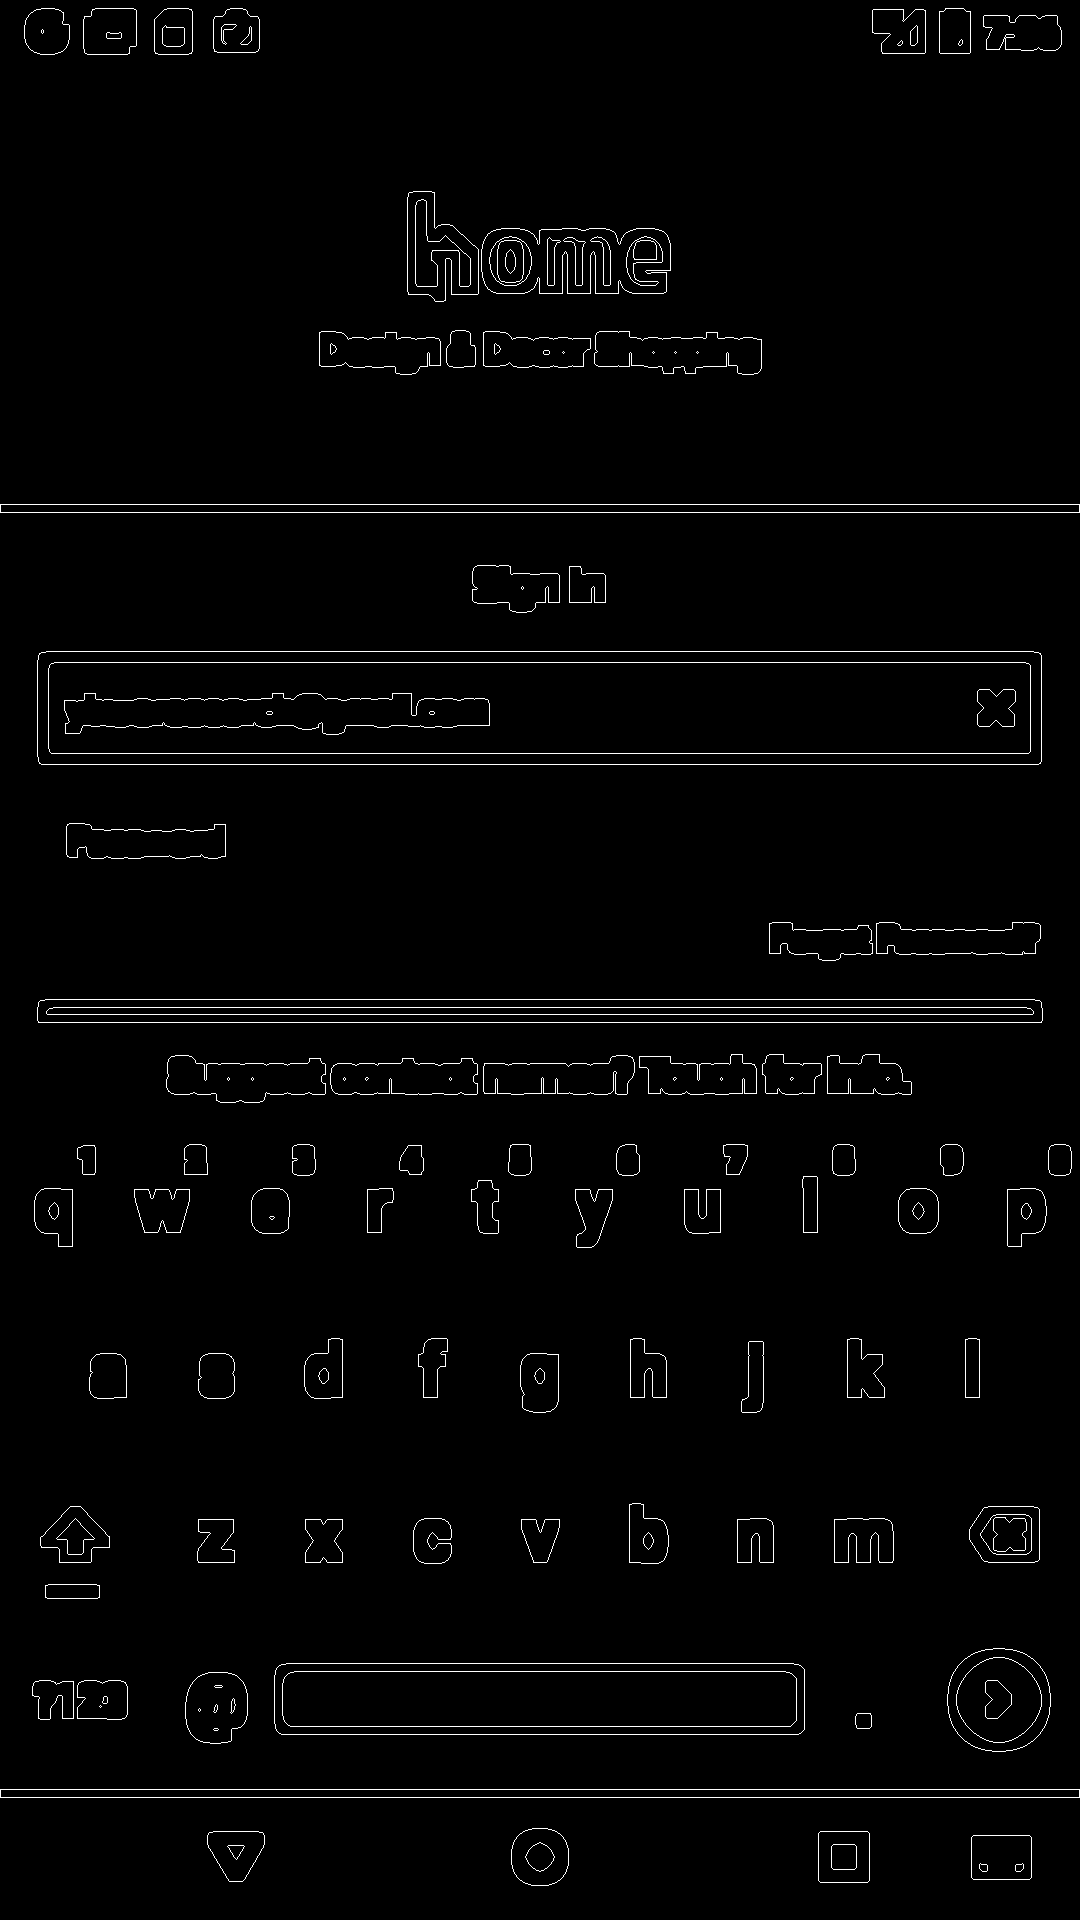 home
Design & Decor Shopping
Sign in
Password
Forgot Password?
Suggest contact names? Touch for info.
1 2 3 4 5 6 7 8 9 0
q w e r t y u i o p
a s d f g h j k l
z x c v b n m
?123 @ .